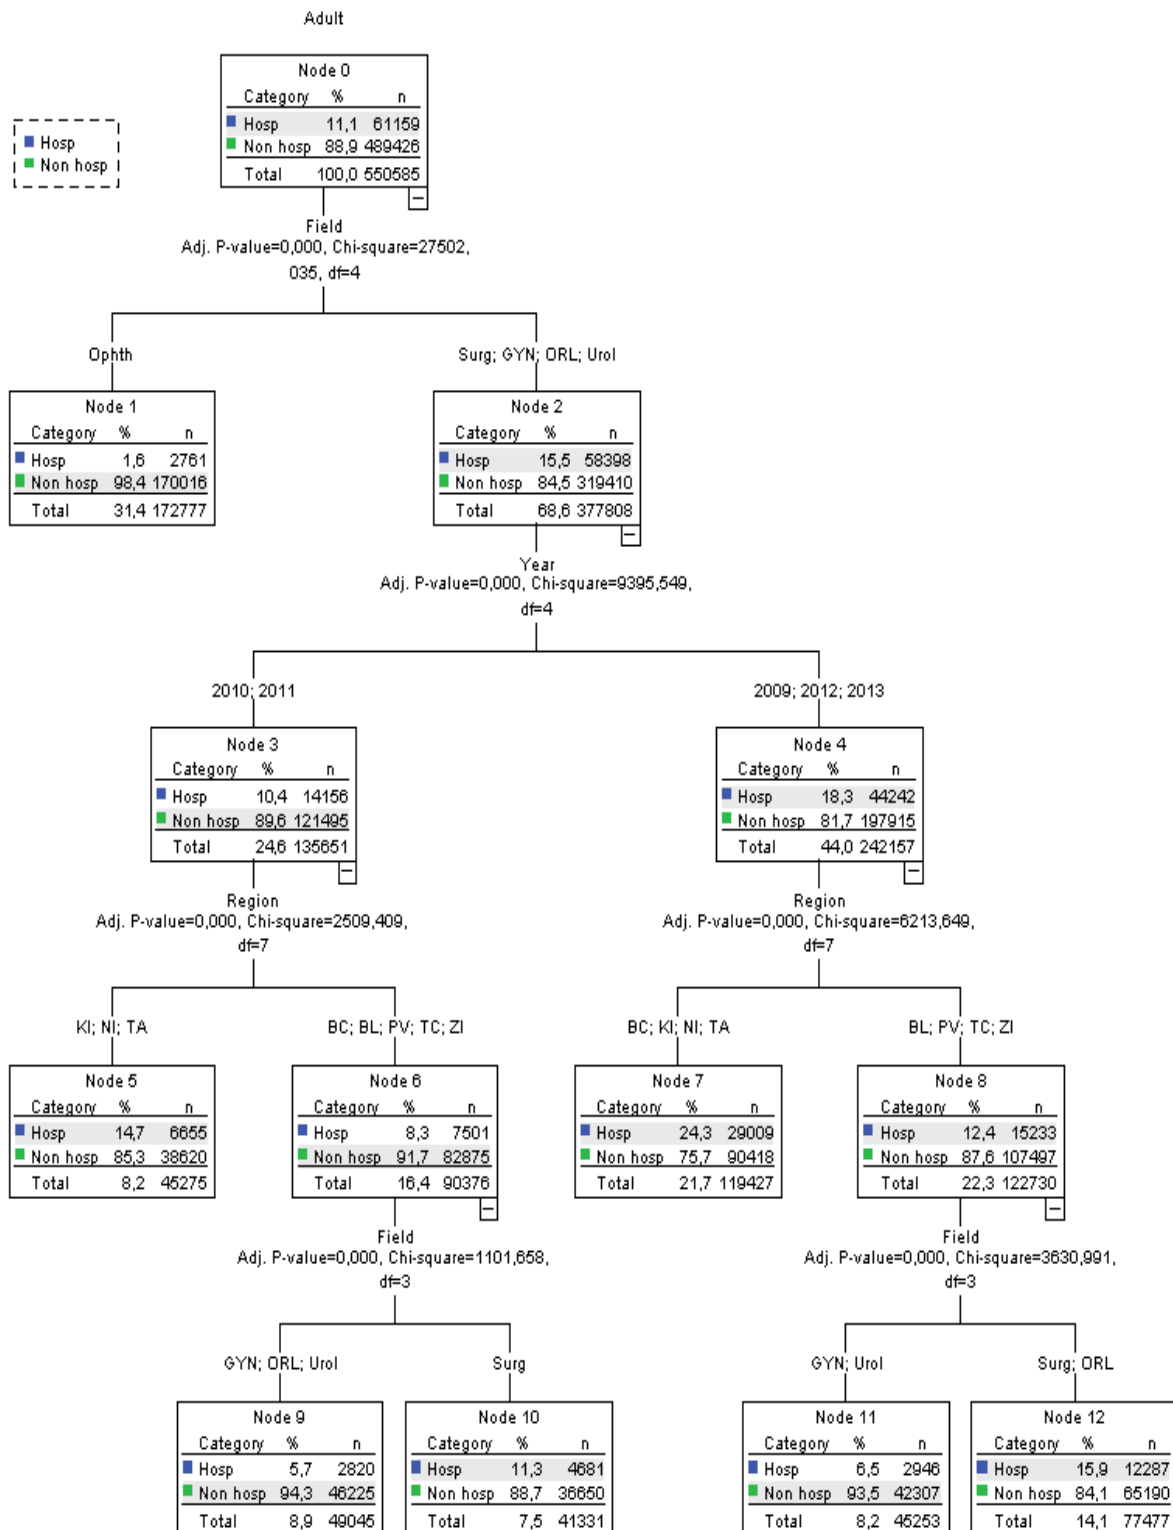 Adult
Node 0
Category % n
Hosp 11,1 61159
Non hosp 88,9 489426
Total 100,0 550585
Hosp
Non hosp
Field
Adj. P-value=0,000, Chi-square=27502,
035, df=4
Ophth
Surg; GYN; ORL; Urol
Node 1
Category % n
Hosp 1,6 2761
Non hosp 98,4 170016
Total 31,4 172777
Node 2
Category % n
Hosp 15,5 58398
Non hosp 84,5 319410
Total 68,6 377808
Year
Adj. P-value=0,000, Chi-square=9395,549,
df=4
2010; 2011
2009; 2012; 2013
Node 3
Category % n
Hosp 10,4 14156
Non hosp 89,6 121495
Total 24,6 135651
Node 4
Category % n
Hosp 18,3 44242
Non hosp 81,7 197915
Total 44,0 242157
Region
Adj. P-value=0,000, Chi-square=2509,409,
df=7
Region
Adj. P-value=0,000, Chi-square=6213,649,
df=7
KI; NI; TA
BC; BL; PV; TC; ZI
BC; KI; NI; TA
BL; PV; TC; ZI
Node 5
Category % n
Hosp 14,7 6655
Non hosp 85,3 38620
Total 8,2 45275
Node 6
Category % n
Hosp 8,3 7501
Non hosp 91,7 82875
Total 16,4 90376
Node 7
Category % n
Hosp 24,3 29009
Non hosp 75,7 90418
Total 21,7 119427
Node 8
Category % n
Hosp 12,4 15233
Non hosp 87,6 107497
Total 22,3 122730
Field
Adj. P-value=0,000, Chi-square=1101,658,
df=3
Field
Adj. P-value=0,000, Chi-square=3630,991,
df=3
GYN; ORL; Urol
Surg
GYN; Urol
Surg; ORL
Node 9
Category % n
Hosp 5,7 2820
Non hosp 94,3 46225
Total 8,9 49045
Node 10
Category % n
Hosp 11,3 4681
Non hosp 88,7 36650
Total 7,5 41331
Node 11
Category % n
Hosp 6,5 2946
Non hosp 93,5 42307
Total 8,2 45253
Node 12
Category % n
Hosp 15,9 12287
Non hosp 84,1 65190
Total 14,1 77477